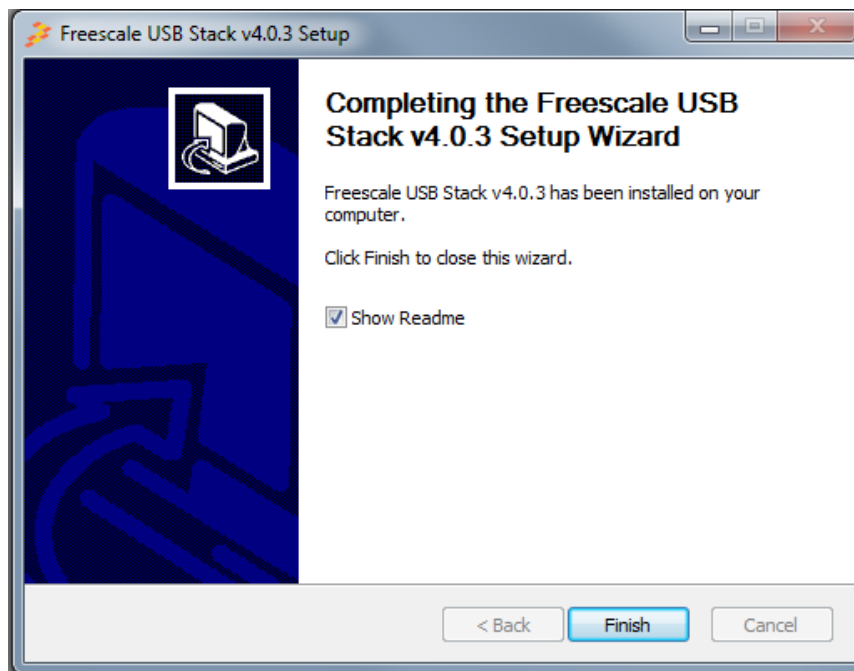 Freescale USB Stack v4.0.3 Setup
Completing the Freescale USB
Stack v4.0.3 Setup Wizard
Freescale USB Stack v4.0.3 has been installed on your
computer.
Click Finish to close this wizard.
Show Readme
< Back Finish Cancel